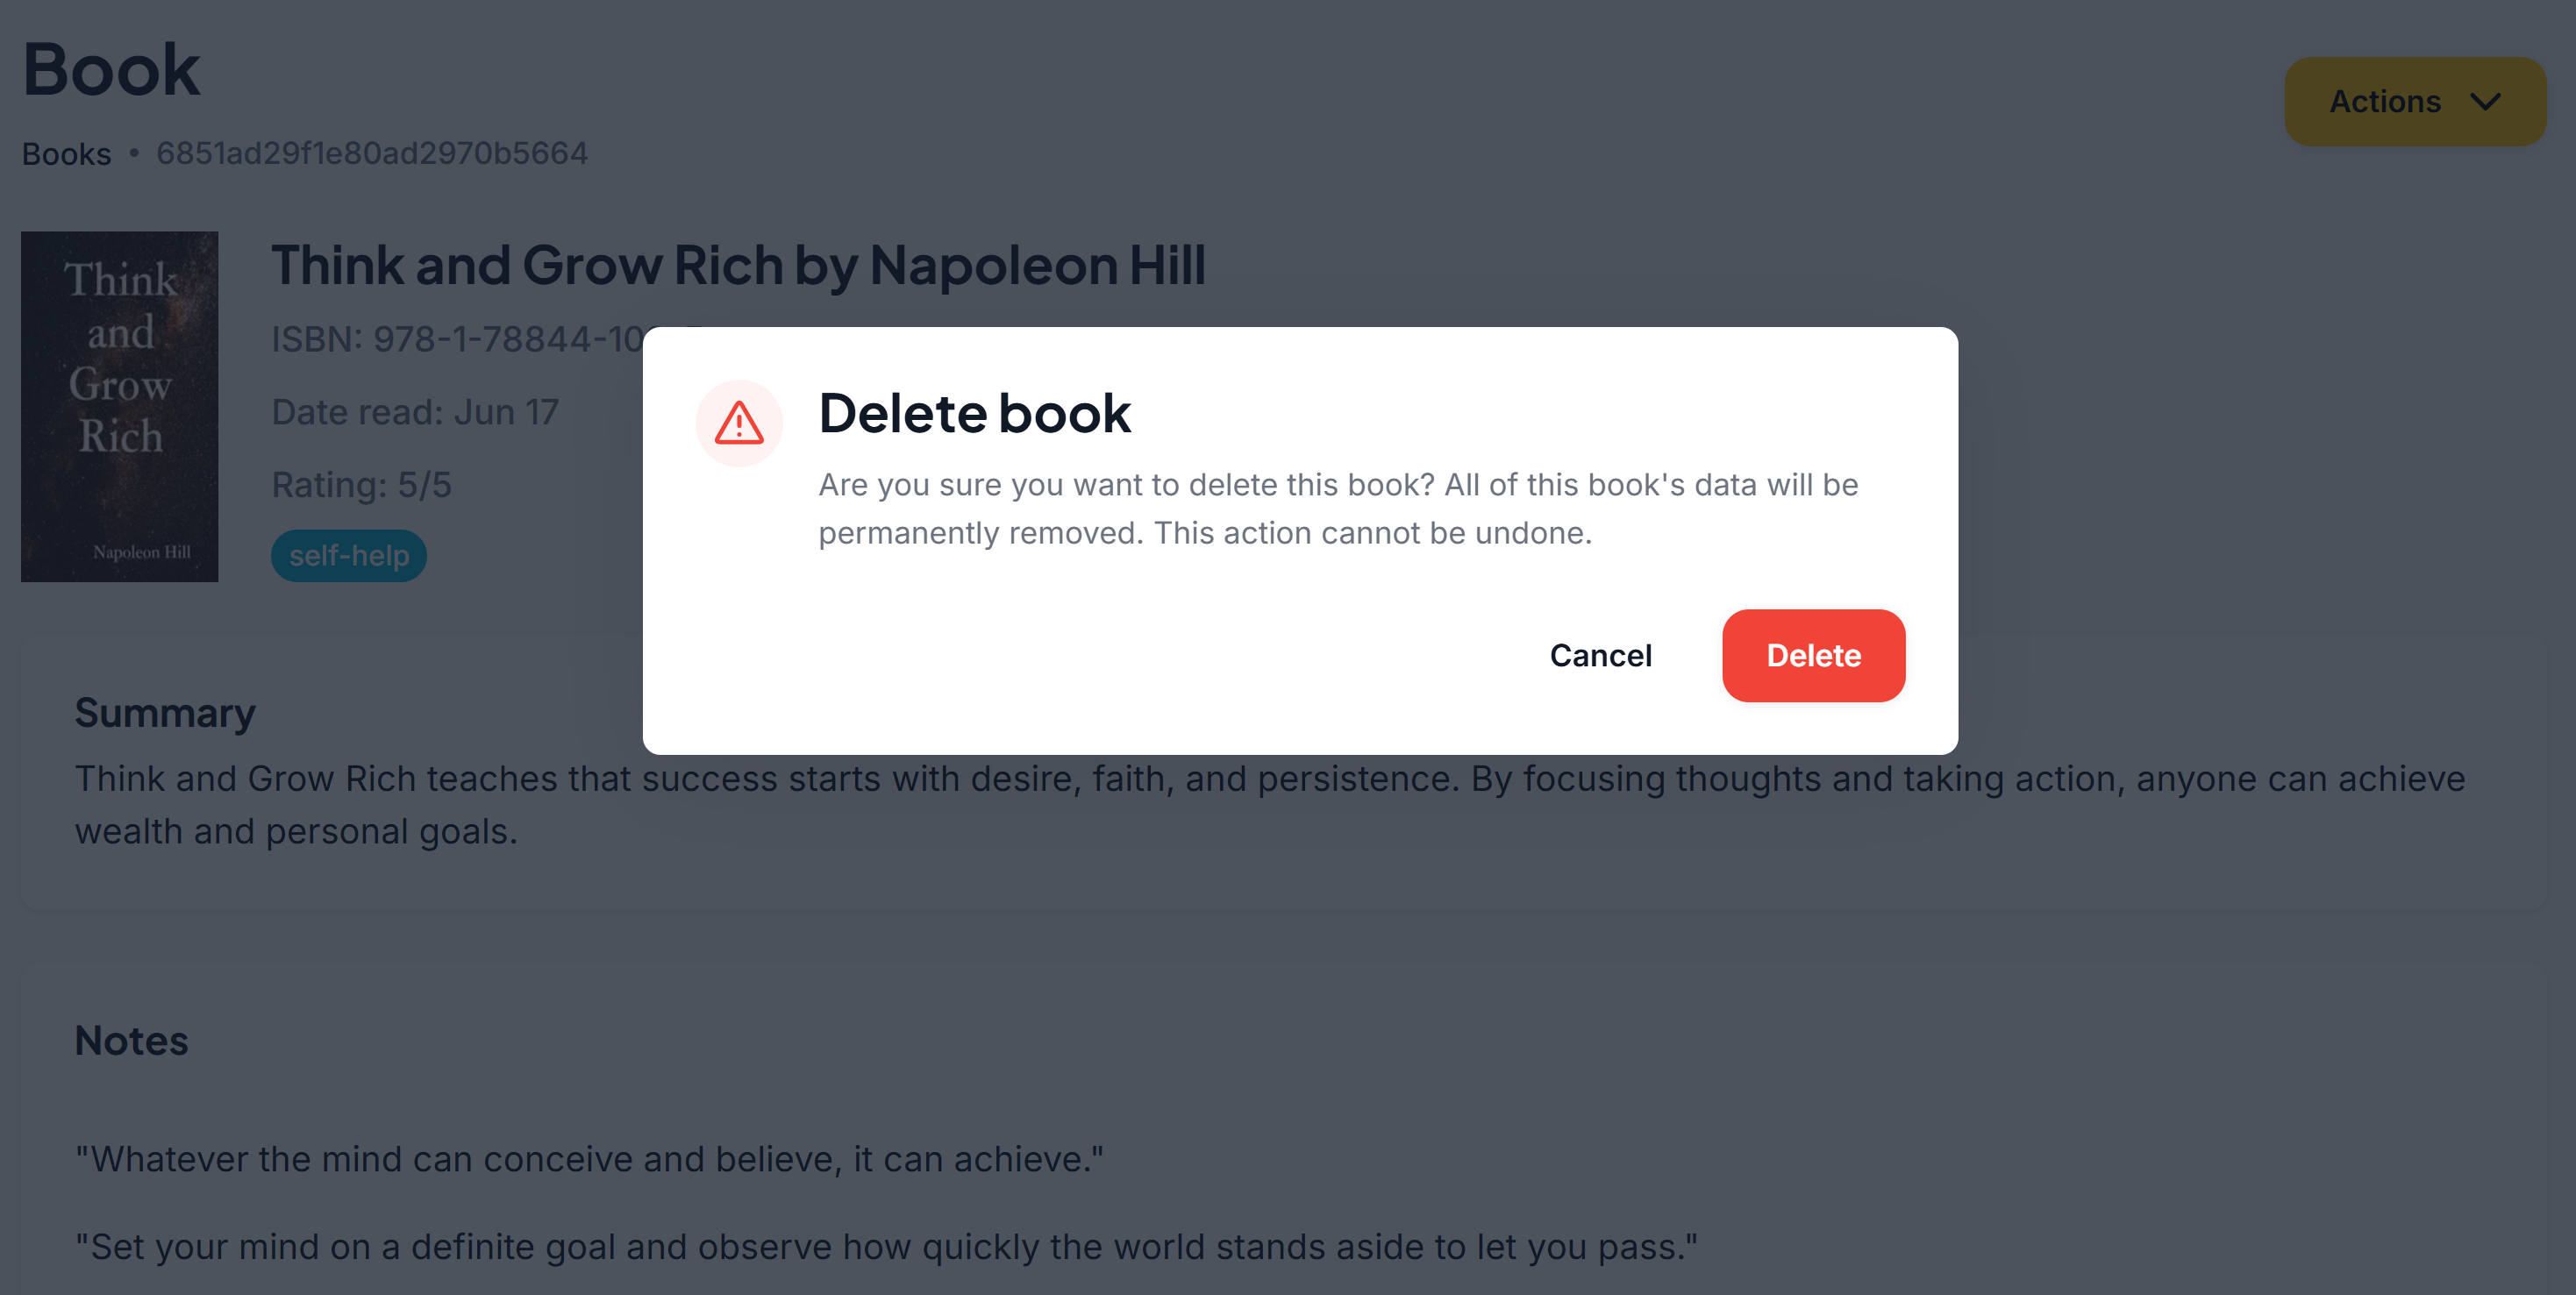 Book
Actions
Books • 6851ad29f1e80ad2970b5664
Think
and
Grow
Rich
Napoleon Hill
Think and Grow Rich by Napoleon Hill
ISBN: 978-1-78844-10
Date read: Jun 17
Rating: 5/5
self-help
Delete book
Are you sure you want to delete this book? All of this book's data will be
permanently removed. This action cannot be undone.
Cancel
Delete
Summary
Think and Grow Rich teaches that success starts with desire, faith, and persistence. By focusing thoughts and taking action, anyone can achieve
wealth and personal goals.
Notes
"Whatever the mind can conceive and believe, it can achieve."
"Set your mind on a definite goal and observe how quickly the world stands aside to let you pass."